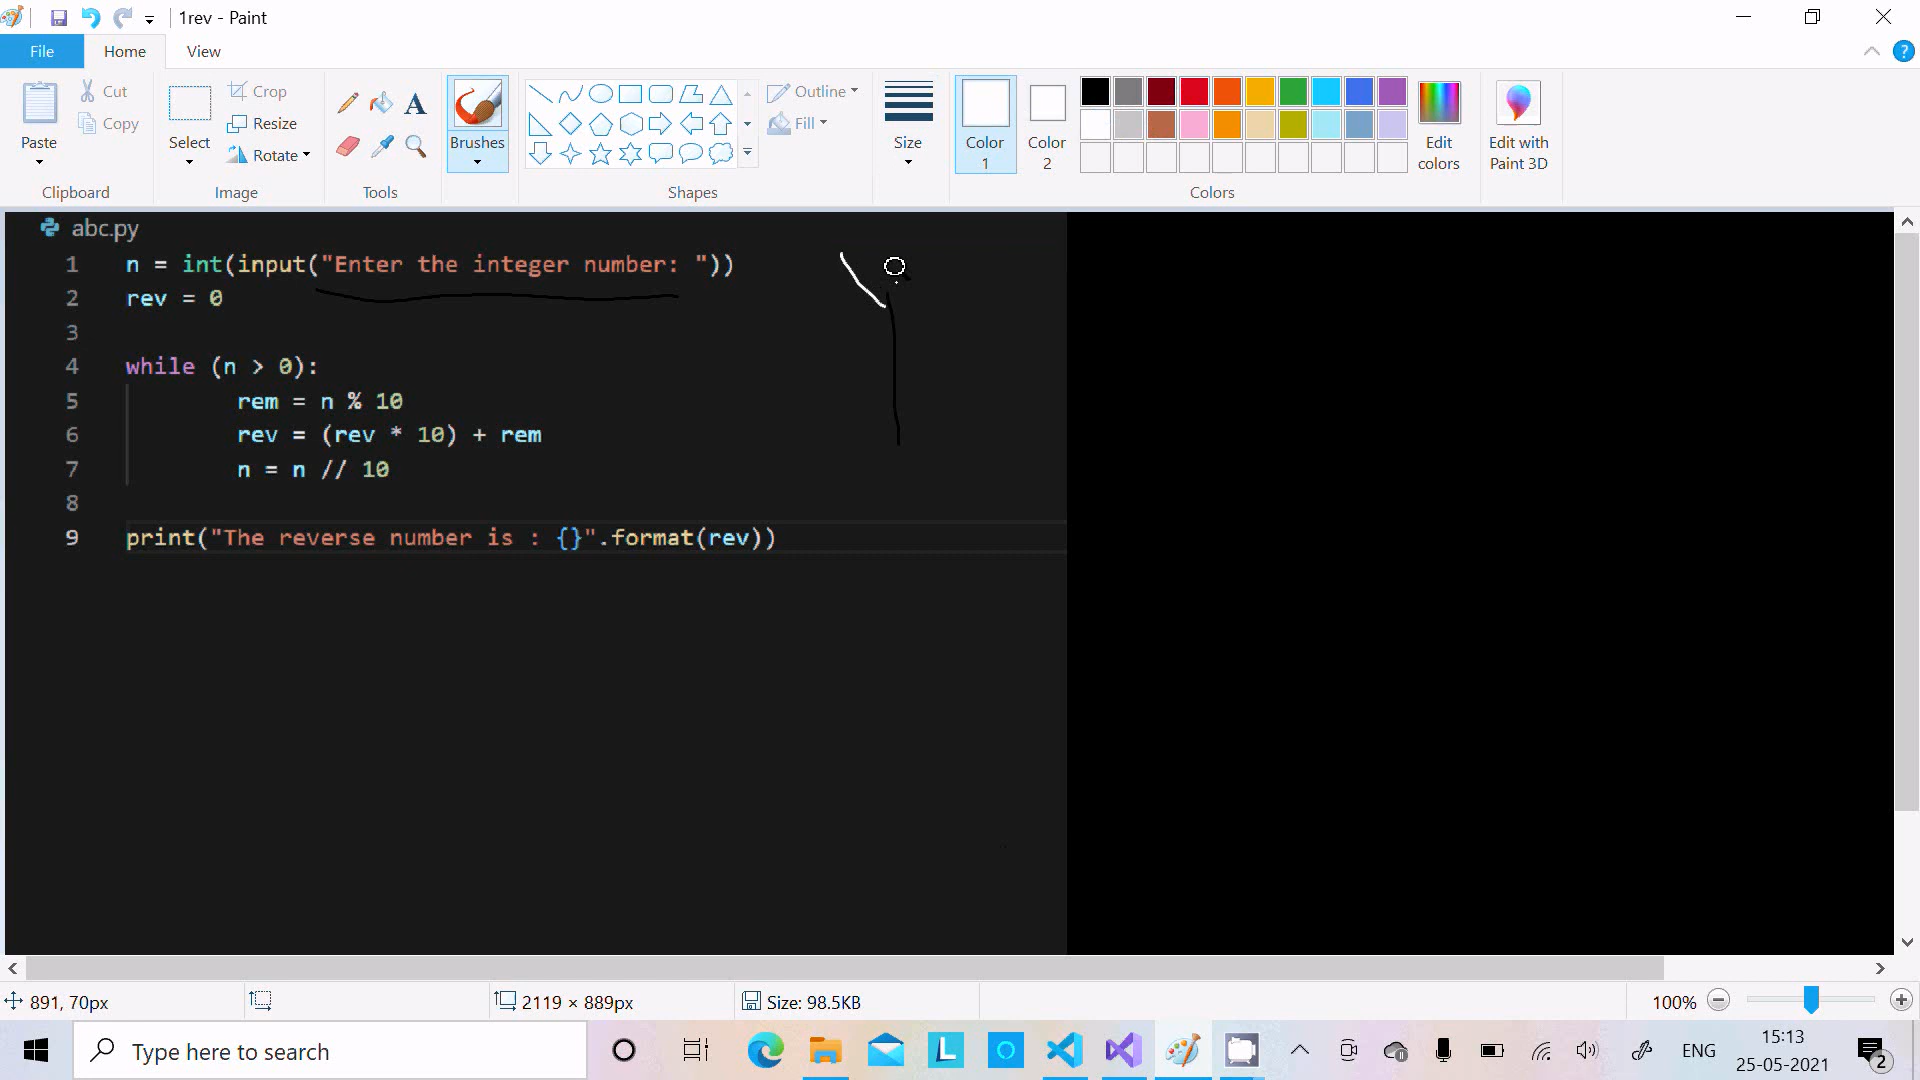 1rev - Paint
File
Home
View
Paste
Cut
Copy
Clipboard
Select
Crop
Resize
Rotate
Image
A
Tools
Brushes
Outline
Fill
Shapes
Size
Color
1
Color
2
Edit
colors
Colors
Edit with
Paint 3D
abc.py
1 n = int(input("Enter the integer number: "))
2 rev = 0
3
4 while (n > 0):
5 rem = n % 10
6 rev = (rev * 10) + rem
7 n = n // 10
8
9 print("The reverse number is : {}".format(rev))
891, 70px
2119 × 889px
Size: 98.5KB
100%
Type here to search
L
O
ENG
15:13
25-05-2021
2